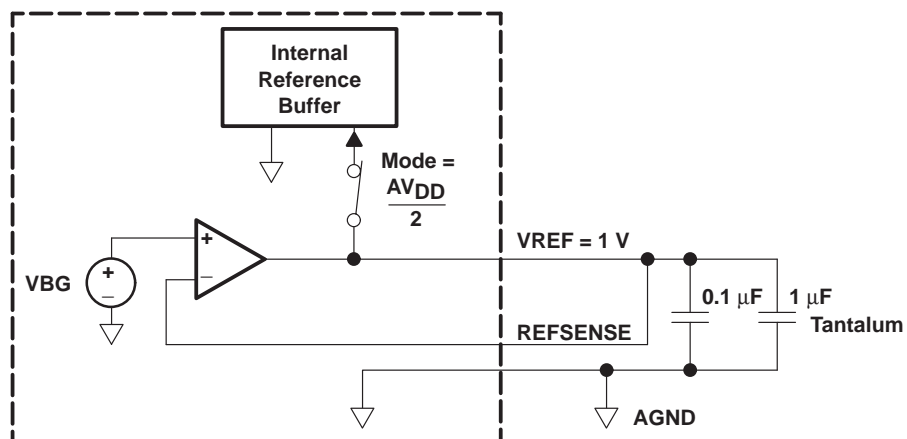 Internal
Reference
Buffer
Mode =
AVDD
2
+
−
VBG
+
−
VREF = 1 V
0.1 μF
1 μF
Tantalum
REFSENSE
AGND